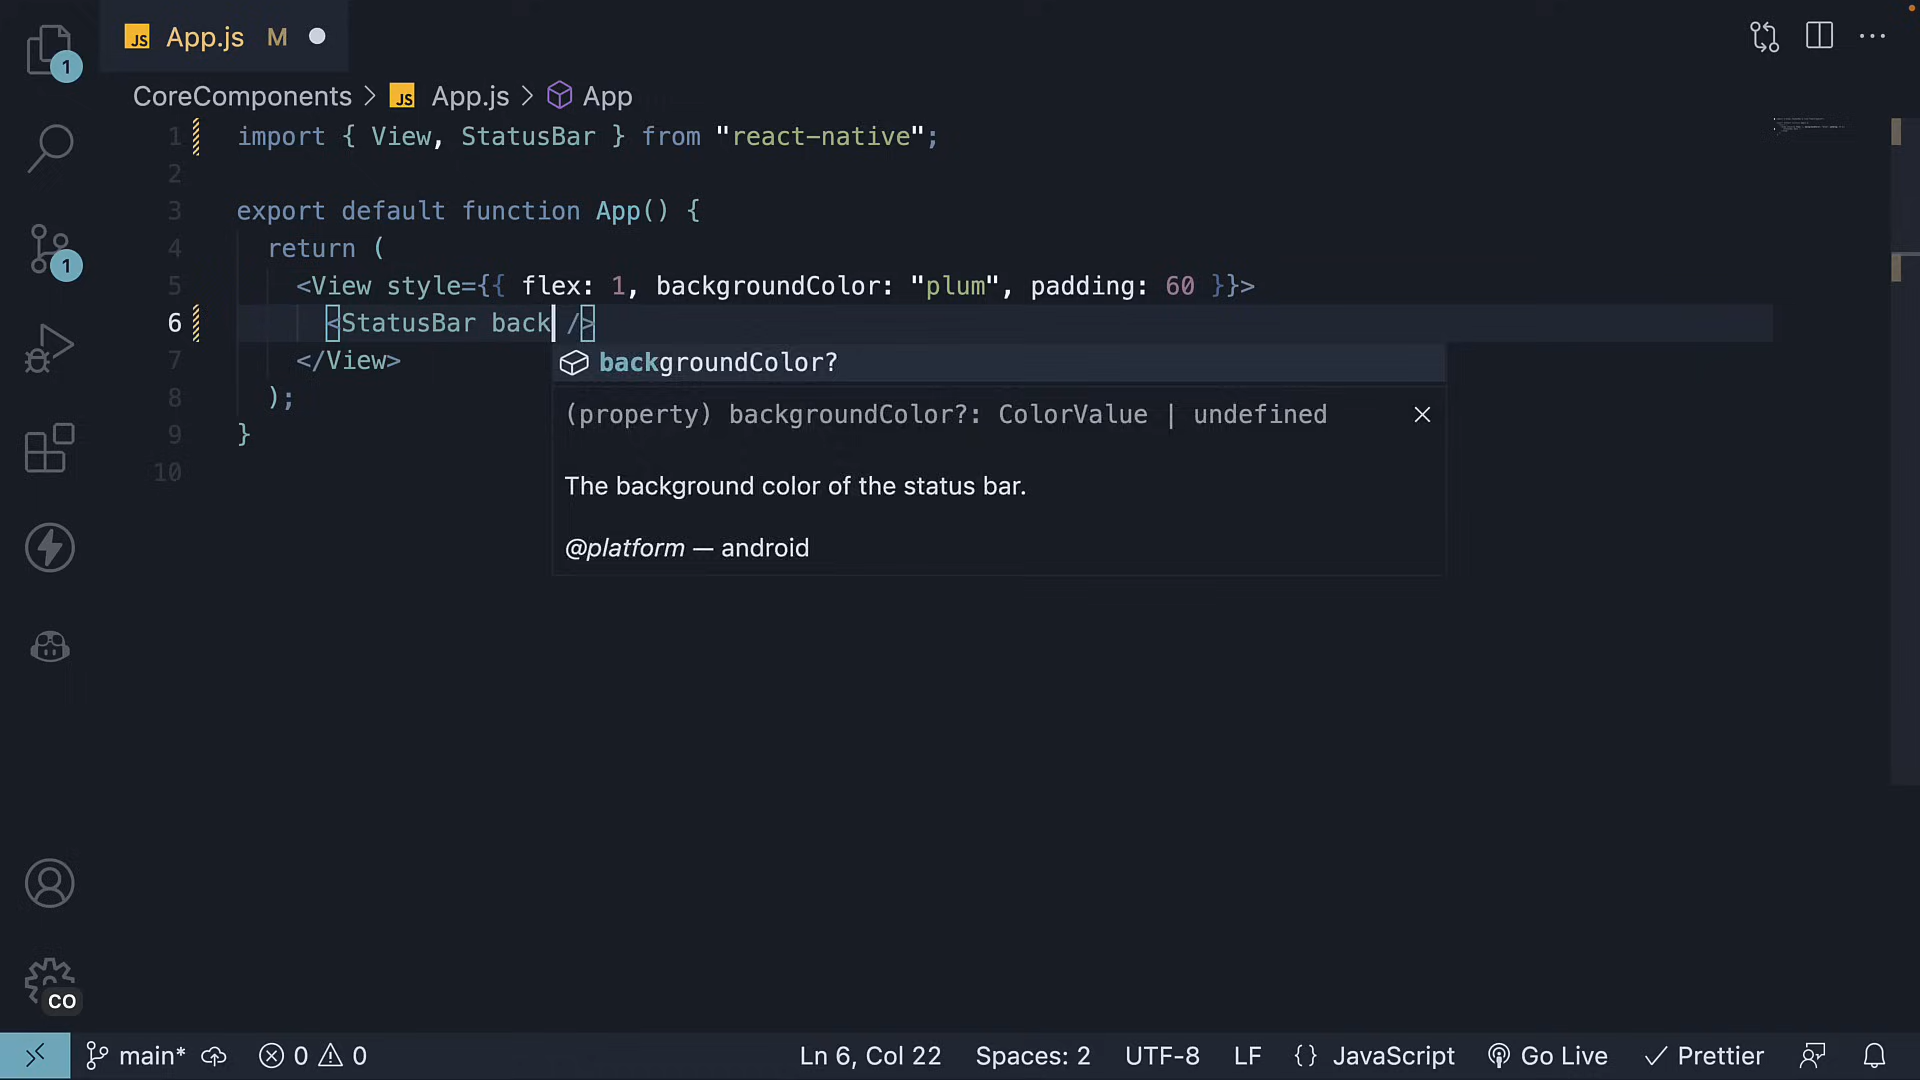 JS App.js M
1
CoreComponents > JS App.js > App
1 import { View, StatusBar } from "react-native";
2
3 export default function App() {
4 return (
5 <View style={{ flex: 1, backgroundColor: "plum", padding: 60 }}>
6 <StatusBar back />
7 </View>
8 );
9 }
10
1
backgroundColor?
(property) backgroundColor?: ColorValue | undefined
The background color of the status bar.
@platform — android
CO
main* 0 0 Ln 6, Col 22 Spaces: 2 UTF-8 LF {} JavaScript Go Live Prettier